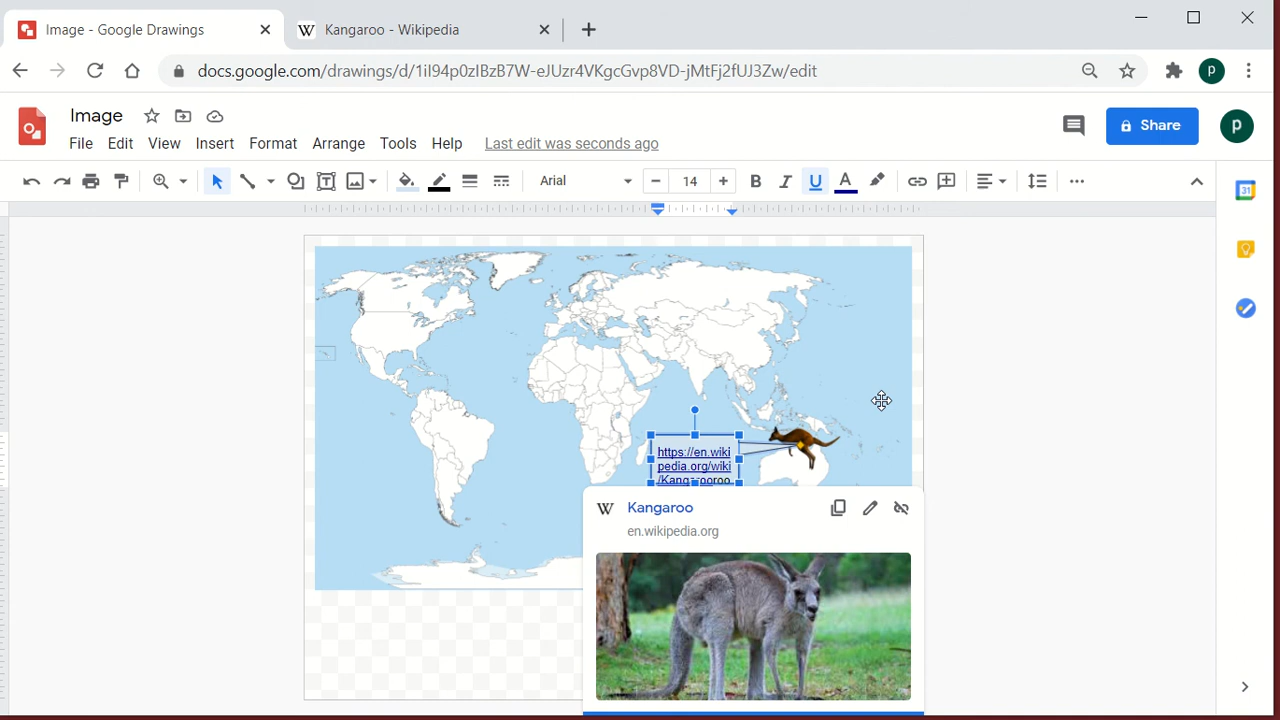 Image - Google Drawings
Kangaroo - Wikipedia
docs.google.com/drawings/d/1iI94p0zIBzB7W-eJUzr4VKgcGvp8VD-jMtFj2fUJ3Zw/edit
p
Image
Share
p
File Edit View Insert Format Arrange Tools Help Last edit was seconds ago
Arial
14
B I U A
31
https://en.wiki
pedia.org/wiki
/Kangarooroo
W Kangaroo
en.wikipedia.org